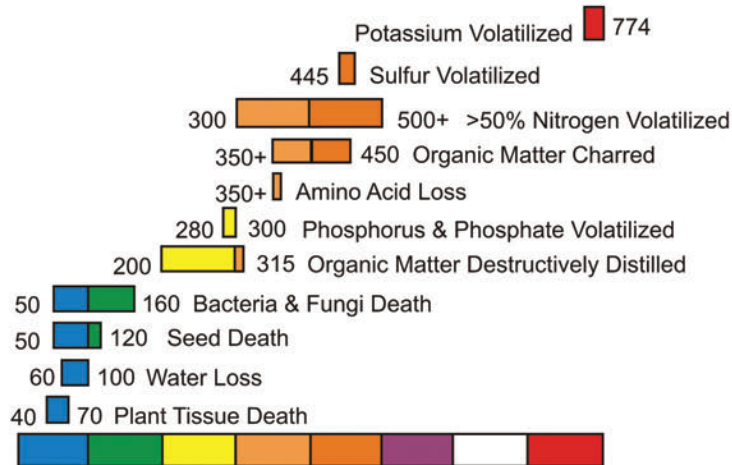 Potassium Volatilized 774
445 Sulfur Volatilized
300 500+ >50% Nitrogen Volatilized
350+ 450 Organic Matter Charred
350+ Amino Acid Loss
280 300 Phosphorus & Phosphate Volatilized
200 315 Organic Matter Destructively Distilled
50 160 Bacteria & Fungi Death
50 120 Seed Death
60 100 Water Loss
40 70 Plant Tissue Death